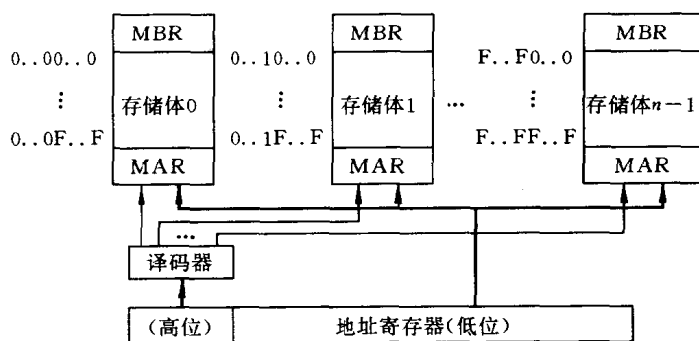 MBR MBR MBR
0..00..0 0..10..0 F..F0..0
⋮ 存储体0 ⋮ 存储体1 … ⋮ 存储体n-1
0..0F..F 0..1F..F F..FF..F
MAR MAR MAR
…
译码器
(高位) 地址寄存器(低位)